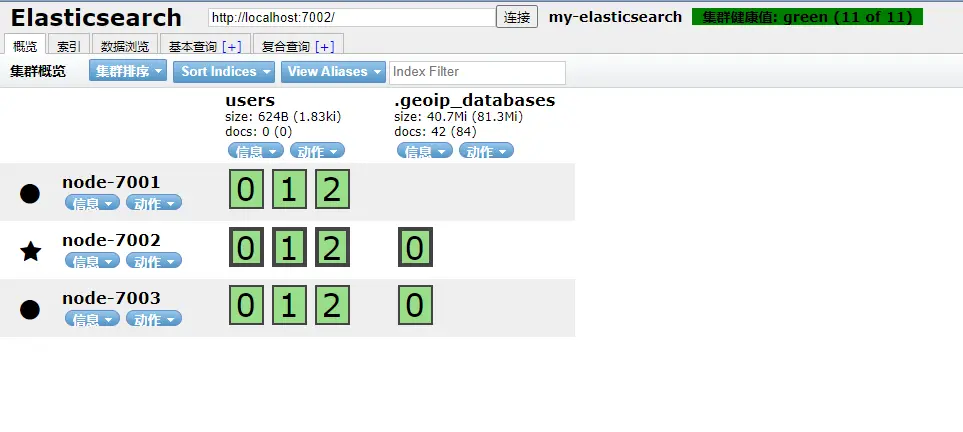 Elasticsearch http://localhost:7002/ 连接 my-elasticsearch 集群健康值: green (11 of 11)
概览 索引 数据浏览 基本查询 [+] 复合查询 [+]
集群概览 集群排序 Sort Indices View Aliases Index Filter
users .geoip_databases
size: 624B (1.83ki) size: 40.7Mi (81.3Mi)
docs: 0 (0) docs: 42 (84)
信息 动作 信息 动作
node-7001 0 1 2
信息 动作
node-7002 0 1 2 0
信息 动作
node-7003 0 1 2 0
信息 动作